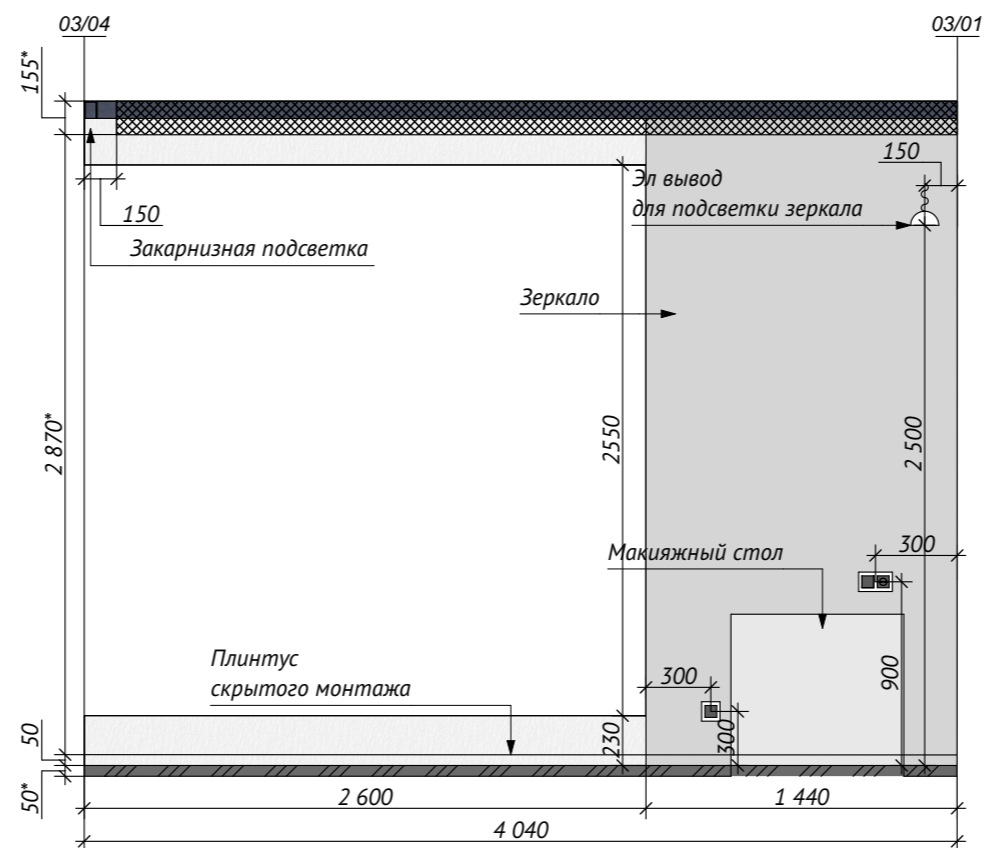 03/04
03/01
155*
150
Эл вывод
для подсветки зеркала
150
Закарнизная подсветка
Зеркало
2 870*
2550
2 500
300
Макияжный стол
Плинтус
скрытого монтажа
300
900
50
230
300
50*
2 600
1 440
4 040